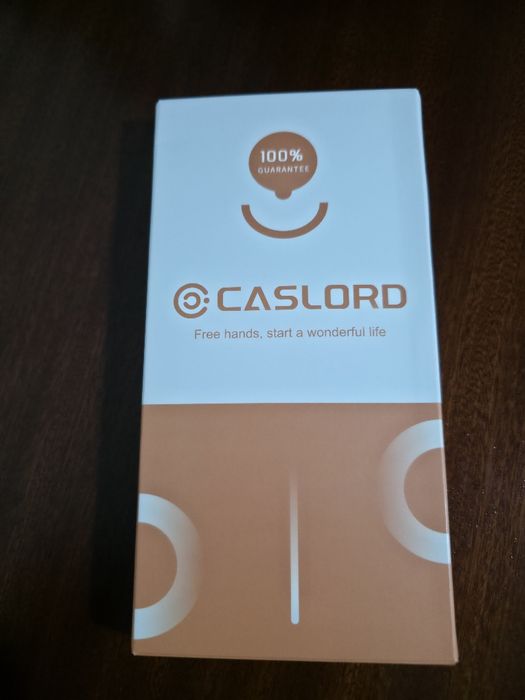 100%
GUARANTEE
CASLORD
Free hands, start a wonderful life